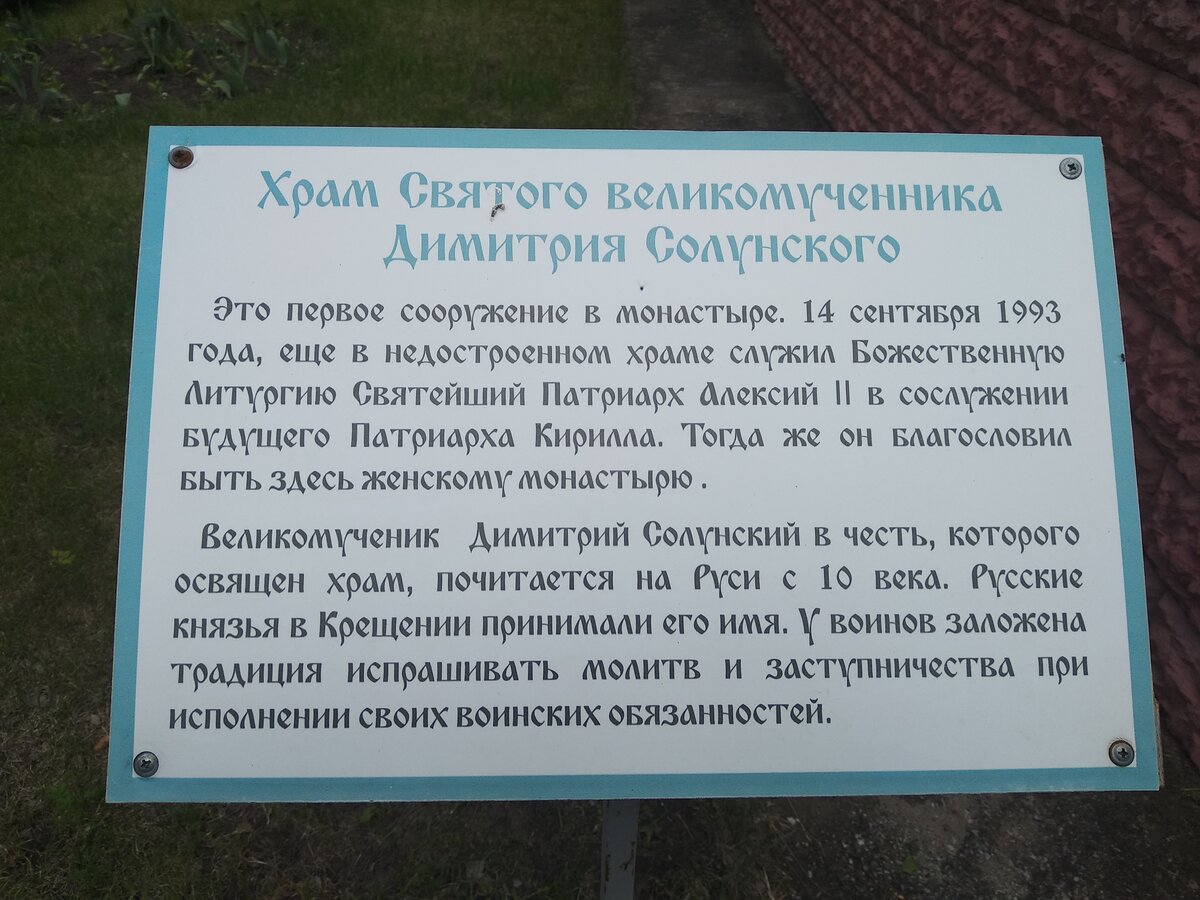 Храм Святого великомученника
Димитрия Солунского
Это первое сооружение в монастыре. 14 сентября 1993
года, еще в недостроенном храме служил Божественную
Литургию Святейший Патриарх Алексий II в сослужении
будущего Патриарха Кирилла. Тогда же он благословил
быть здесь женскому монастырю .
Великомученик Димитрий Солунский в честь, которого
освящен храм, почитается на Руси с 10 века. Русские
князья в Крещении принимали его имя. У воинов заложена
традиция испрашивать молитв и заступничества при
исполнении своих воинских обязанностей.